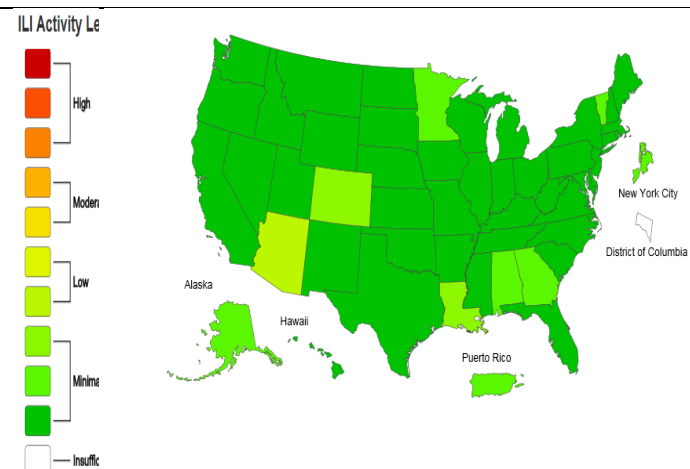 ILI Activity Le
High
Modera
Low
Minima
Insuffic
New York City
District of Columbia
Alaska
Hawaii
Puerto Rico